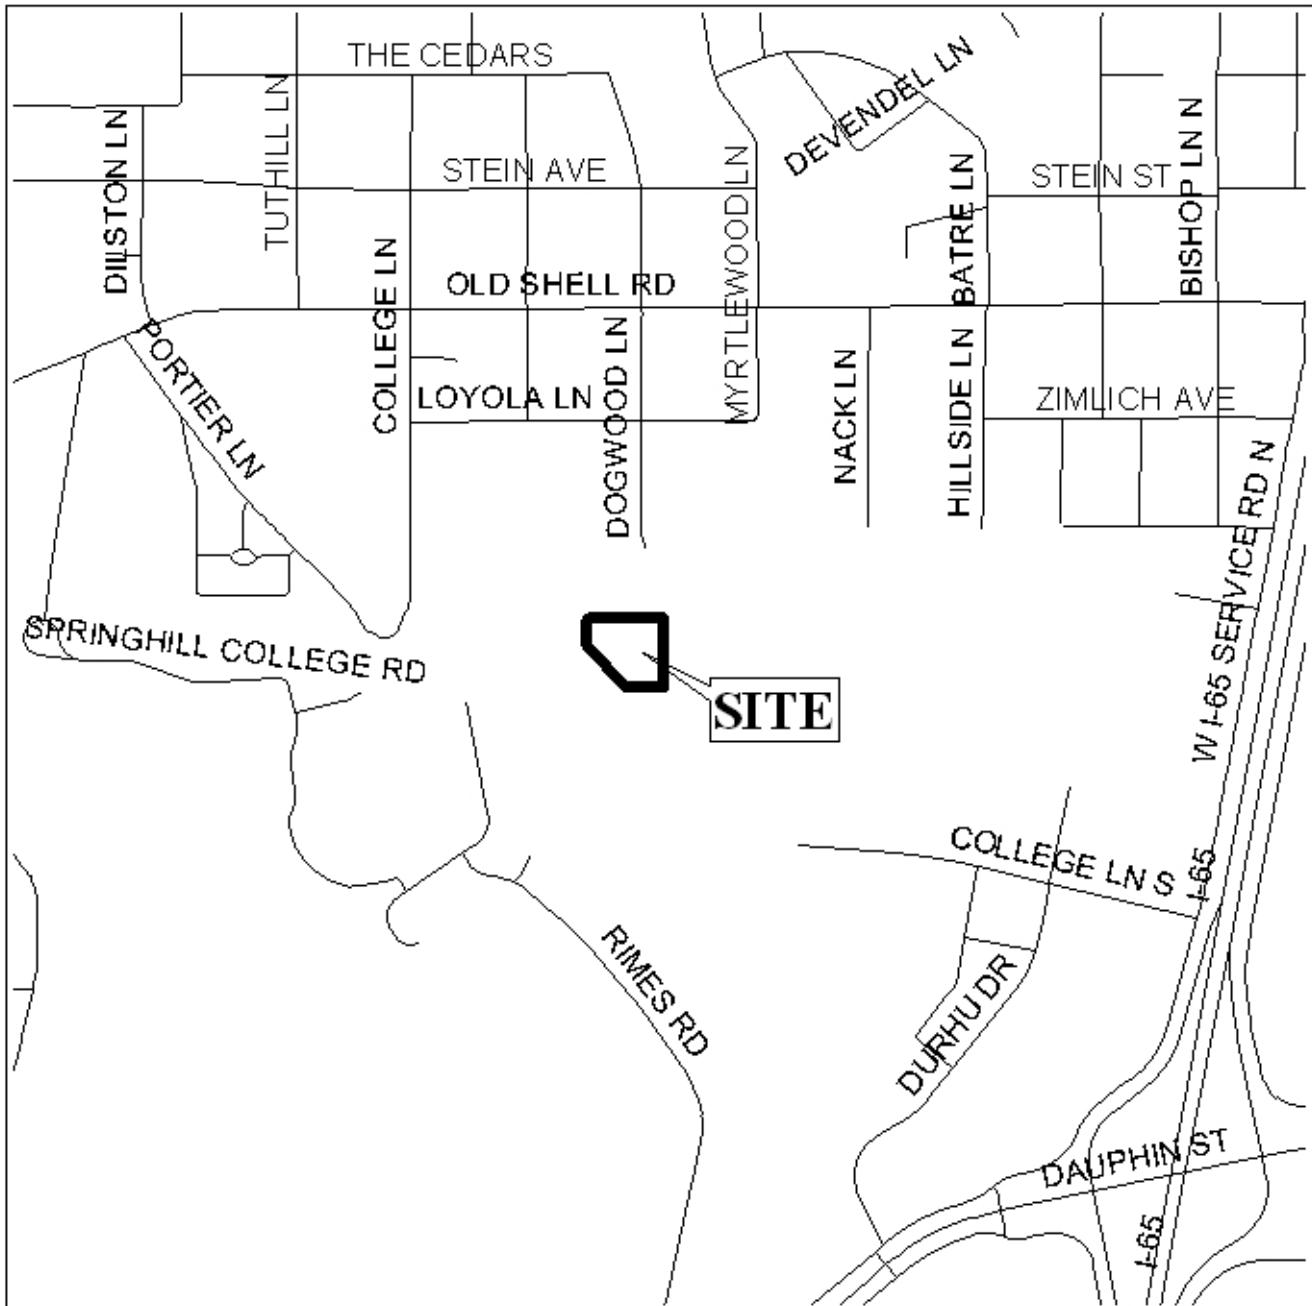 THE CEDARS
DEVENDEL LN
DILLSTON LN
TUTHILL LN
STEIN AVE
MYRTLEWOOD LN
BATRE LN
STEIN ST
BISHOP LN N
COLLEGE LN
OLD SHELL RD
PORTIER LN
LOYOLA LN
DOGWOOD LN
NACK LN
HILLSIDE LN
ZIMLICH AVE
W I-65 SERVICE RD N
SPRINGHILL COLLEGE RD
SITE
COLLEGE LN S
I-65
RIMES RD
DURHU DR
DAUPHIN ST
I-65